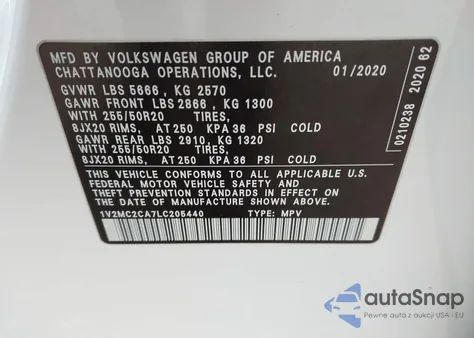 MFD BY VOLKSWAGEN GROUP OF AMERICA
CHATTANOOGA OPERATIONS, LLC. 01/2020
GVWR LBS 5666 , KG 2570
GAWR FRONT LBS 2866 , KG 1300
WITH 255/50R20 TIRES,
8JX20 RIMS, AT 250 KPA 36 PSI COLD
GAWR REAR LBS 2910, KG 1320
WITH 255/50R20 TIRES,
8JX20 RIMS, AT 250 KPA 36 PSI COLD
THIS VEHICLE CONFORMS TO ALL APPLICABLE U.S.
FEDERAL MOTOR VEHICLE SAFETY AND
THEFT PREVENTION STANDARDS IN EFFECT ON
THE DATE OF MANUFACTURE SHOWN ABOVE.
1V2MC2CA7LC205440 TYPE: MPV
0210238 2020 62
autoSnap
Pewne auta z aukcji USA i EU